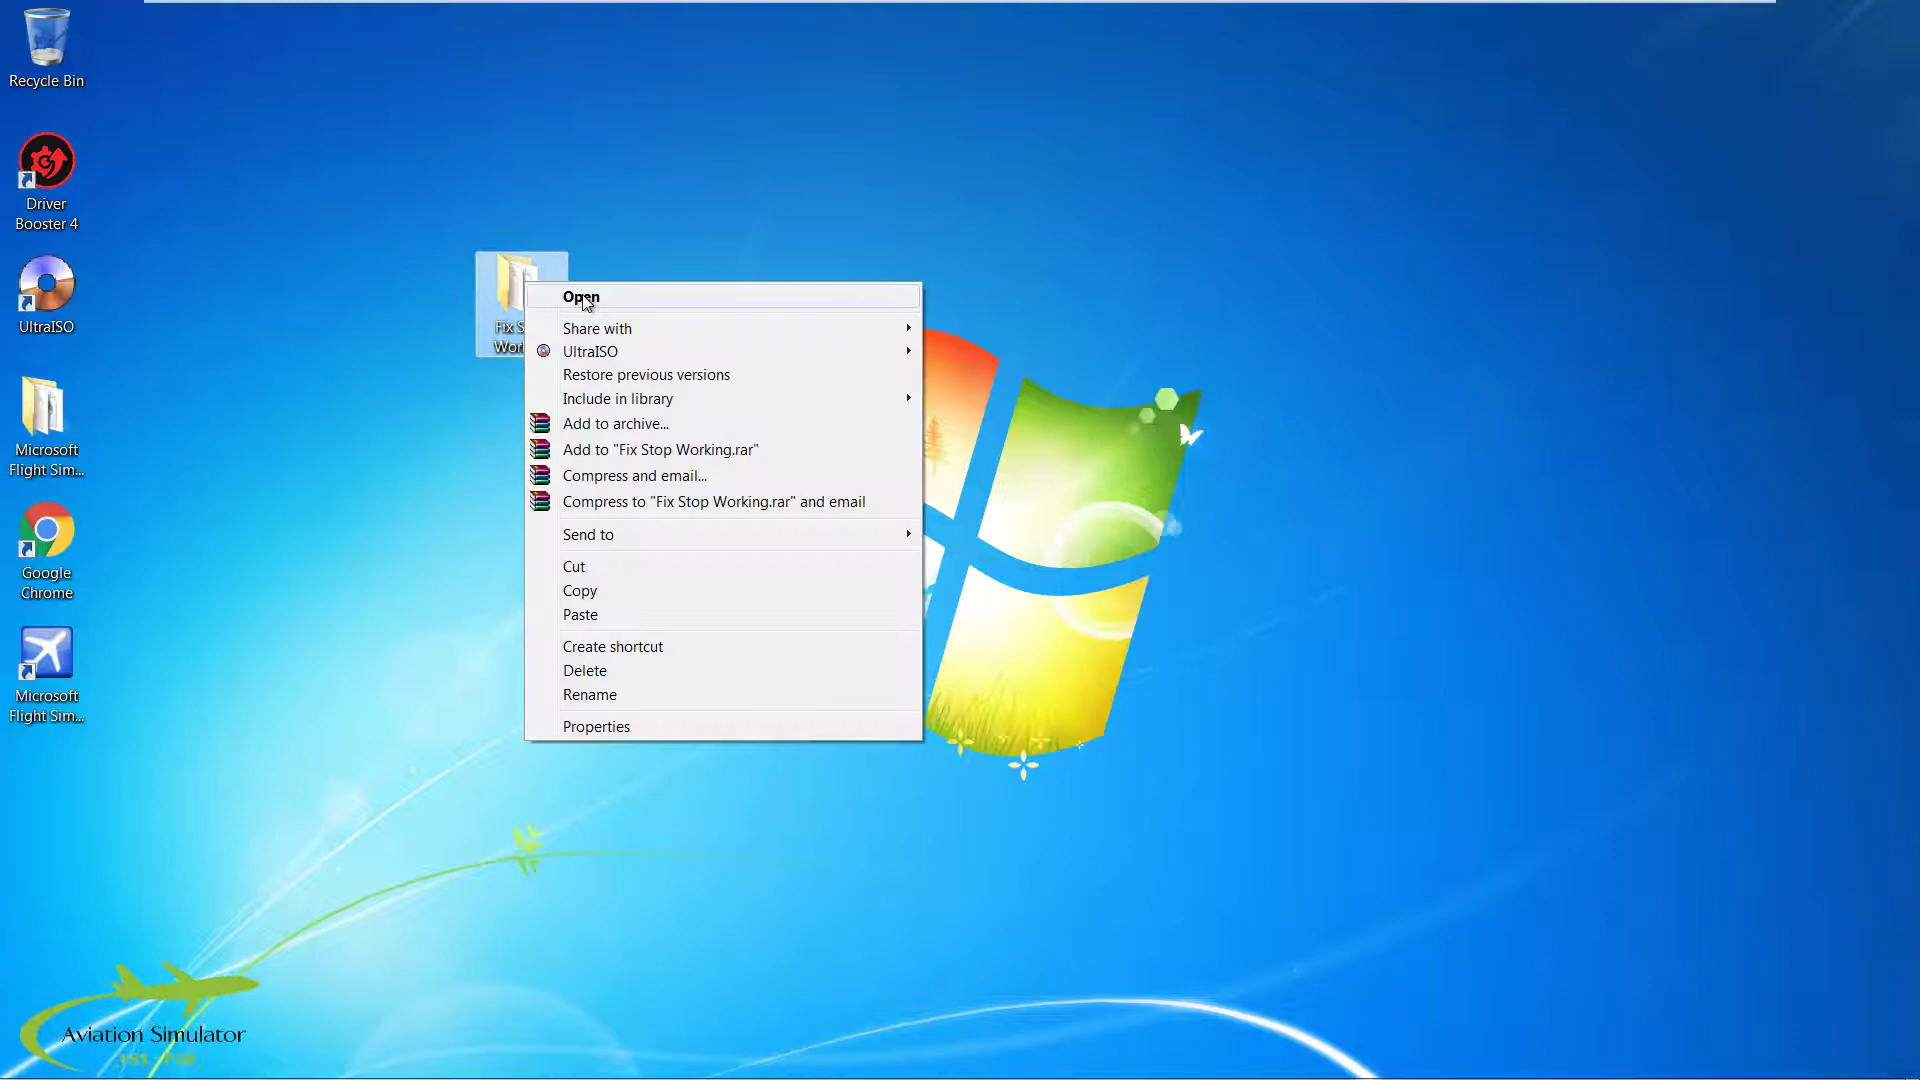 Recycle Bin
Driver
Booster 4
UltraISO
Microsoft
Flight Sim...
Google
Chrome
Microsoft
Flight Sim...
Fix S
Wor
Open
Share with
UltraISO
Restore previous versions
Include in library
Add to archive...
Add to "Fix Stop Working.rar"
Compress and email...
Compress to "Fix Stop Working.rar" and email
Send to
Cut
Copy
Paste
Create shortcut
Delete
Rename
Properties
Aviation Simulator